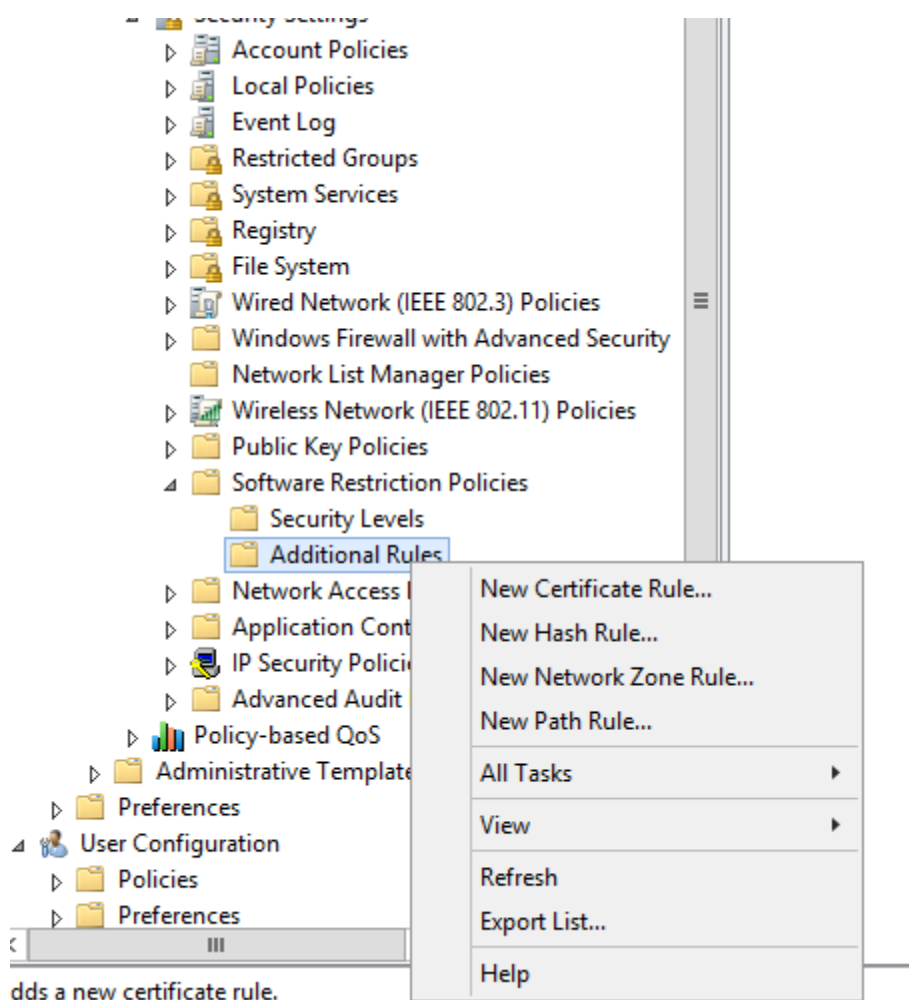 Security Settings
Account Policies
Local Policies
Event Log
Restricted Groups
System Services
Registry
File System
Wired Network (IEEE 802.3) Policies
Windows Firewall with Advanced Security
Network List Manager Policies
Wireless Network (IEEE 802.11) Policies
Public Key Policies
Software Restriction Policies
Security Levels
Additional Rules
Network Access
Application Cont
IP Security Policie
Advanced Audit
Policy-based QoS
Administrative Template
Preferences
User Configuration
Policies
Preferences
New Certificate Rule...
New Hash Rule...
New Network Zone Rule...
New Path Rule...
All Tasks
View
Refresh
Export List...
Help
dds a new certificate rule.